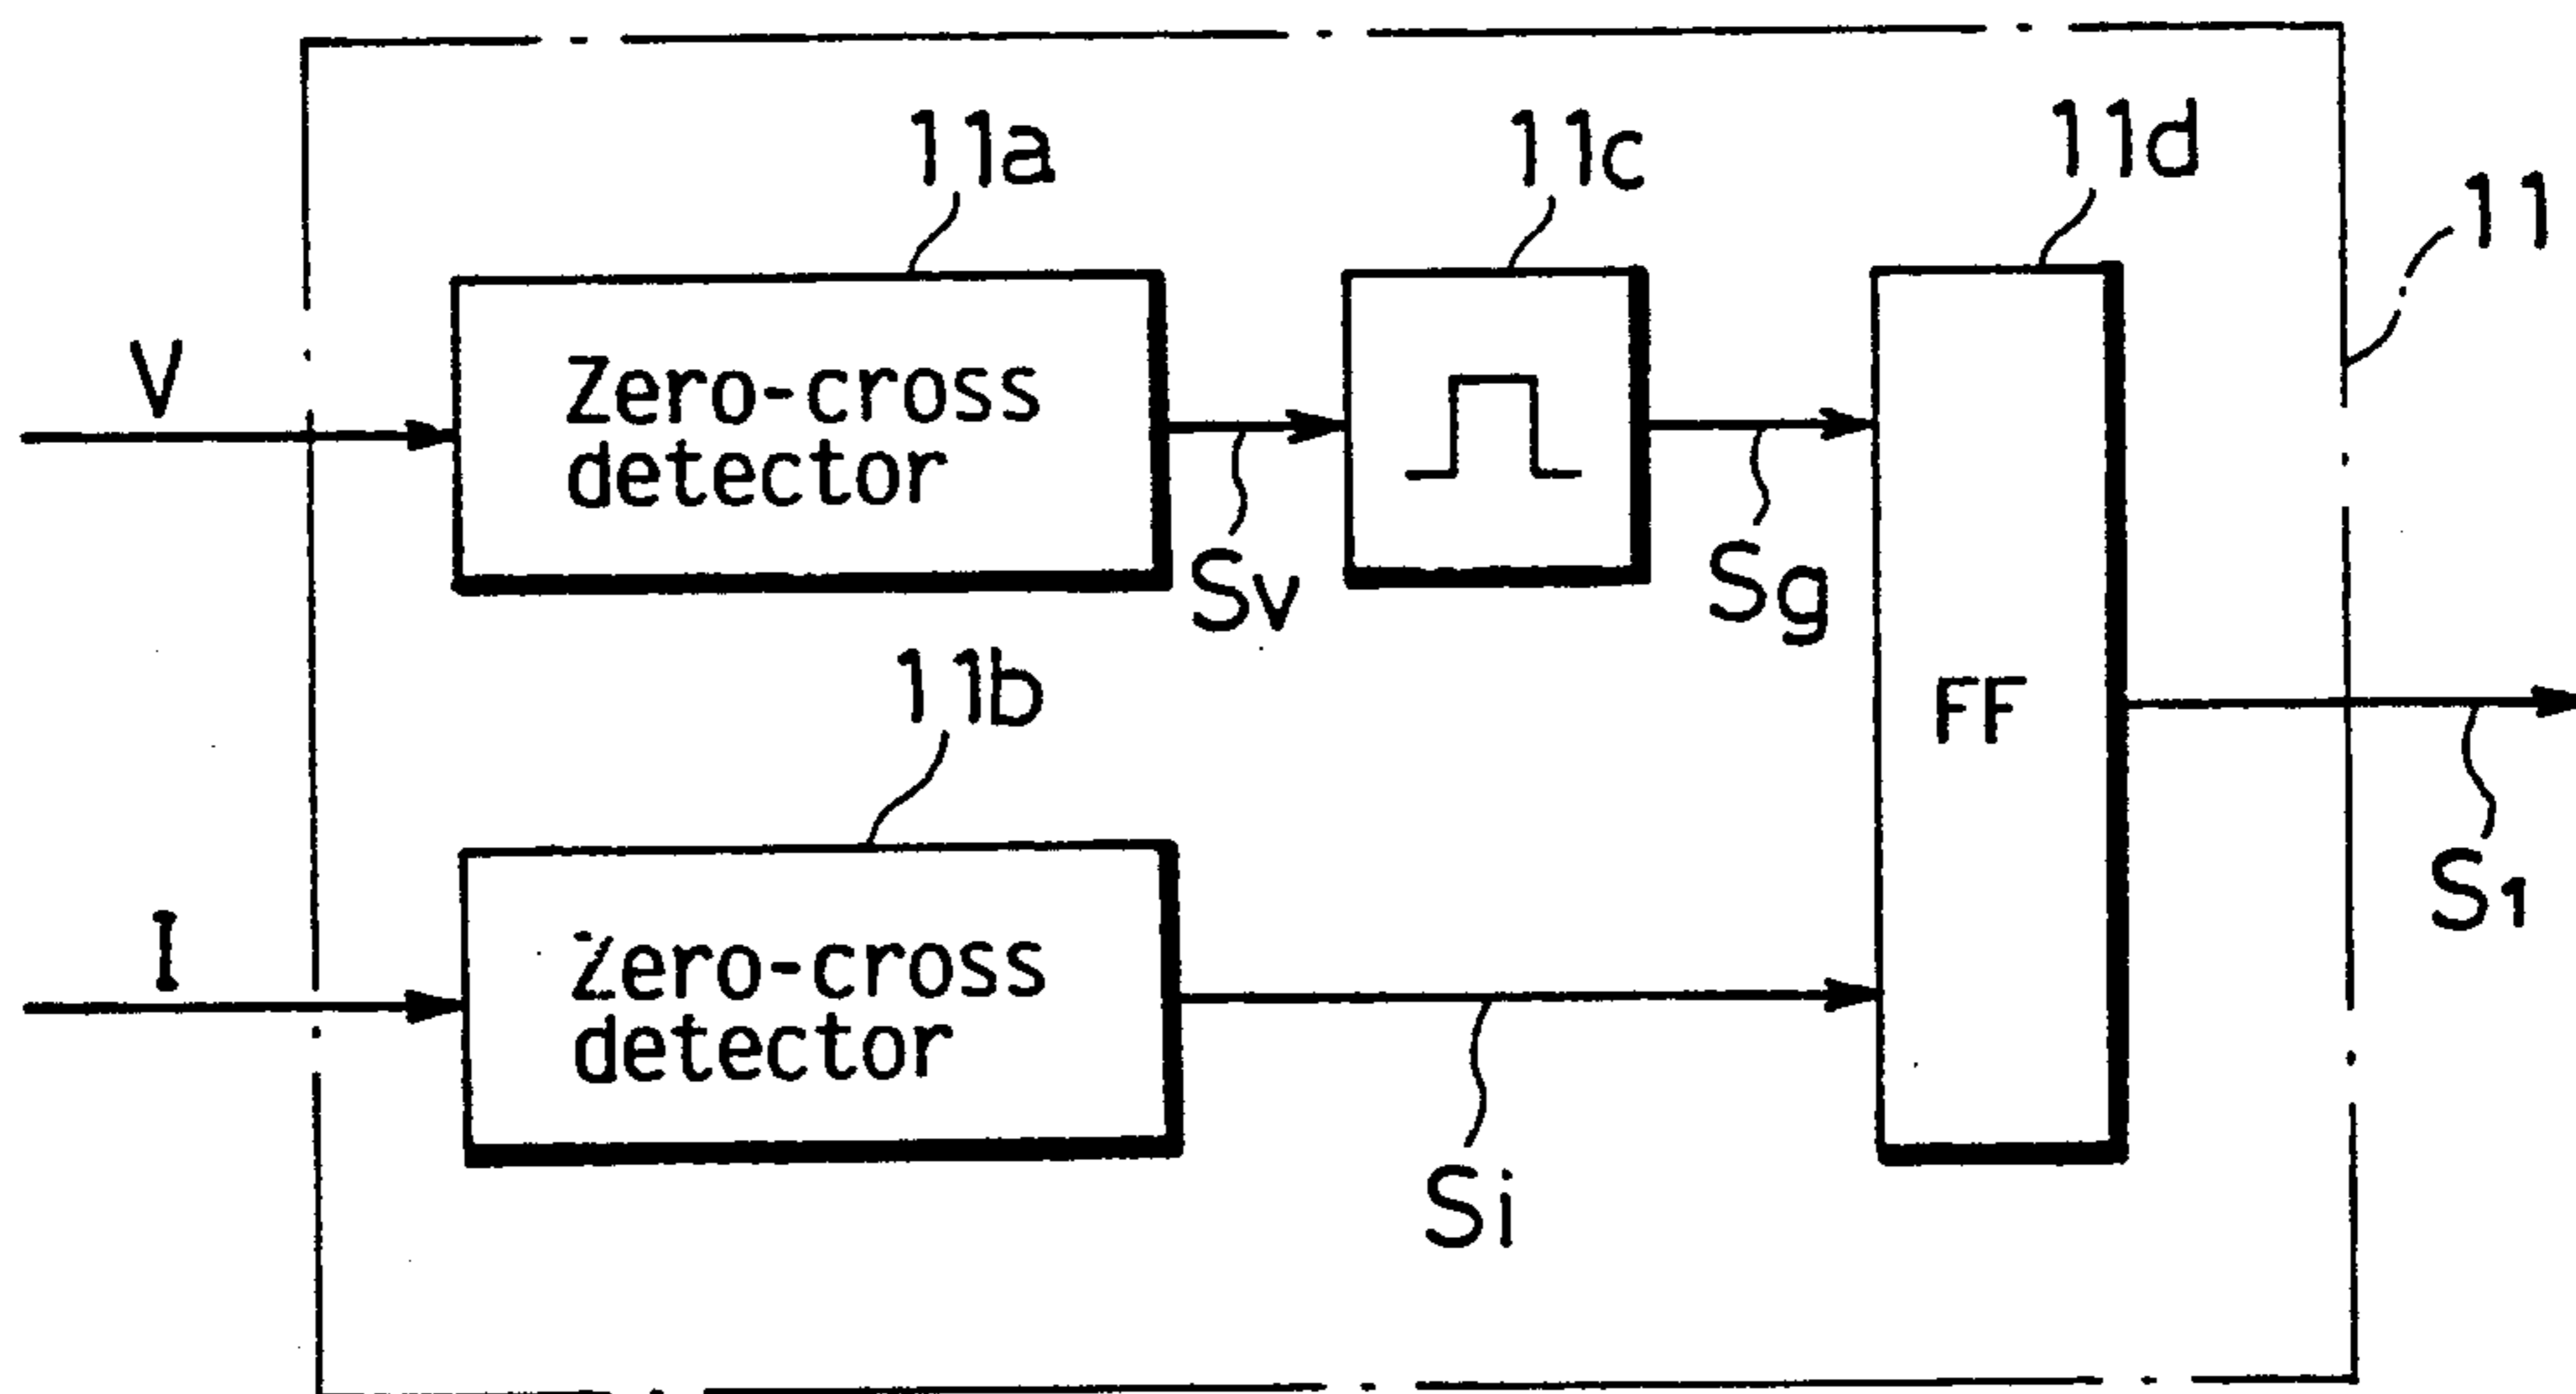 11a
11c
11d
11
V
Zero-cross
detector
Sv
Sg
11b
FF
I
Zero-cross
detector
S1
Si